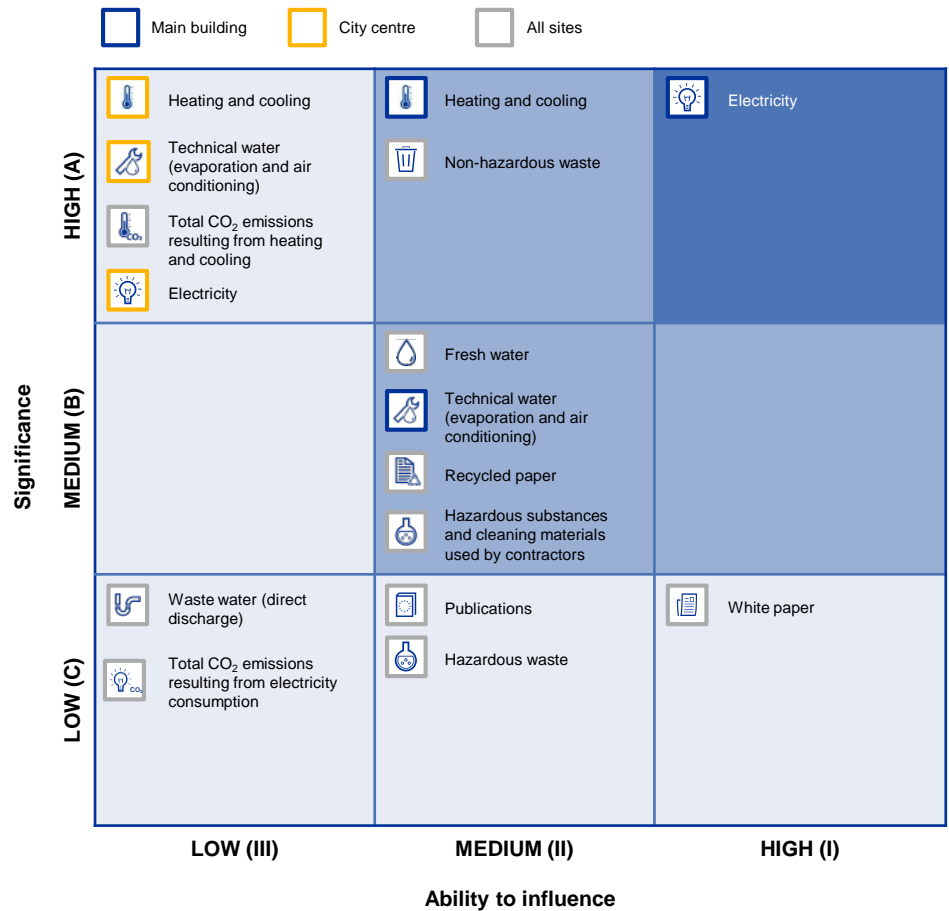 Main building
City centre
All sites
HIGH (A)
Heating and cooling
Technical water
(evaporation and air
conditioning)
CO₂
Total CO₂ emissions
resulting from heating
and cooling
Electricity
Heating and cooling
Non-hazardous waste
Electricity
Significance
MEDIUM (B)
Fresh water
Technical water
(evaporation and air
conditioning)
Recycled paper
Hazardous substances
and cleaning materials
used by contractors
LOW (C)
Waste water (direct
discharge)
CO₂
Total CO₂ emissions
resulting from electricity
consumption
Publications
Hazardous waste
White paper
LOW (III)
MEDIUM (II)
HIGH (I)
Ability to influence